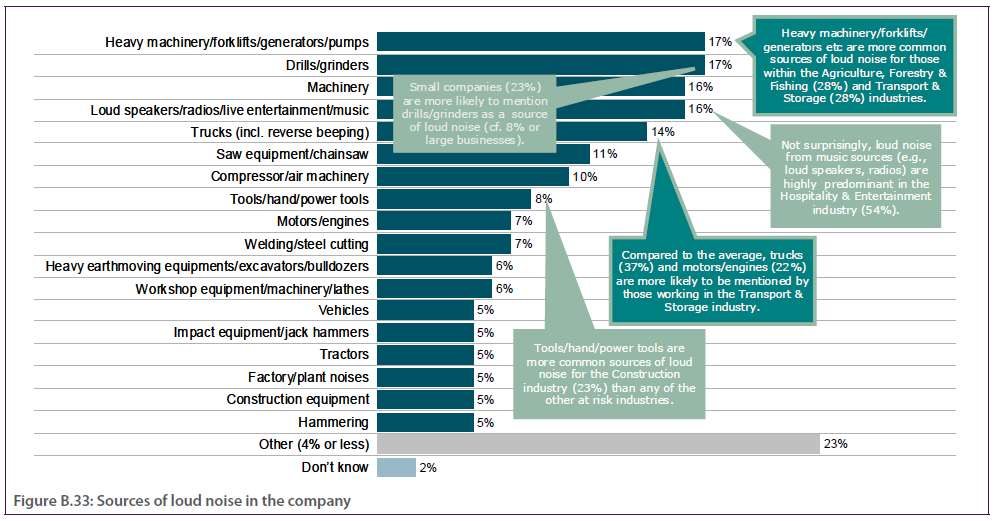 Heavy machinery/forklifts/generators/pumps 17%
Drills/grinders 17%
Machinery 16%
Loud speakers/radios/live entertainment/music 16%
Trucks (incl. reverse beeping) 14%
Saw equipment/chainsaw 11%
Compressor/air machinery 10%
Tools/hand/power tools 8%
Motors/engines 7%
Welding/steel cutting 7%
Heavy earthmoving equipments/excavators/bulldozers 6%
Workshop equipment/machinery/lathes 6%
Vehicles 5%
Impact equipment/jack hammers 5%
Tractors 5%
Factory/plant noises 5%
Construction equipment 5%
Hammering 5%
Other (4% or less) 23%
Don't know 2%
Heavy machinery/forklifts/
generators etc are more common
sources of loud noise for those
within the Agriculture, Forestry &
Fishing (28%) and Transport &
Storage (28%) industries.
Small companies (23%)
are more likely to mention
drills/grinders as a source
of loud noise (cf. 8% or
large businesses).
Not surprisingly, loud noise
from music sources (e.g.,
loud speakers, radios) are
highly predominant in the
Hospitality & Entertainment
industry (54%).
Compared to the average, trucks
(37%) and motors/engines (22%)
are more likely to be mentioned by
those working in the Transport &
Storage industry.
Tools/hand/power tools are
more common sources of loud
noise for the Construction
industry (23%) than any of the
other at risk industries.
Figure B.33: Sources of loud noise in the company